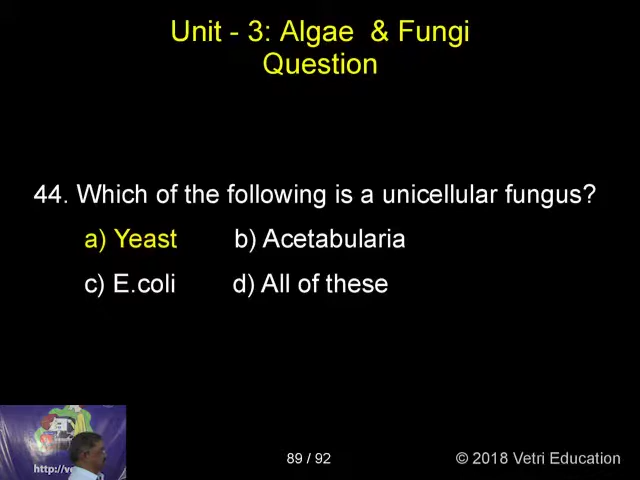 Unit - 3: Algae & Fungi
Question
44. Which of the following is a unicellular fungus?
a) Yeast b) Acetabularia
c) E.coli d) All of these
89 / 92
© 2018 Vetri Education